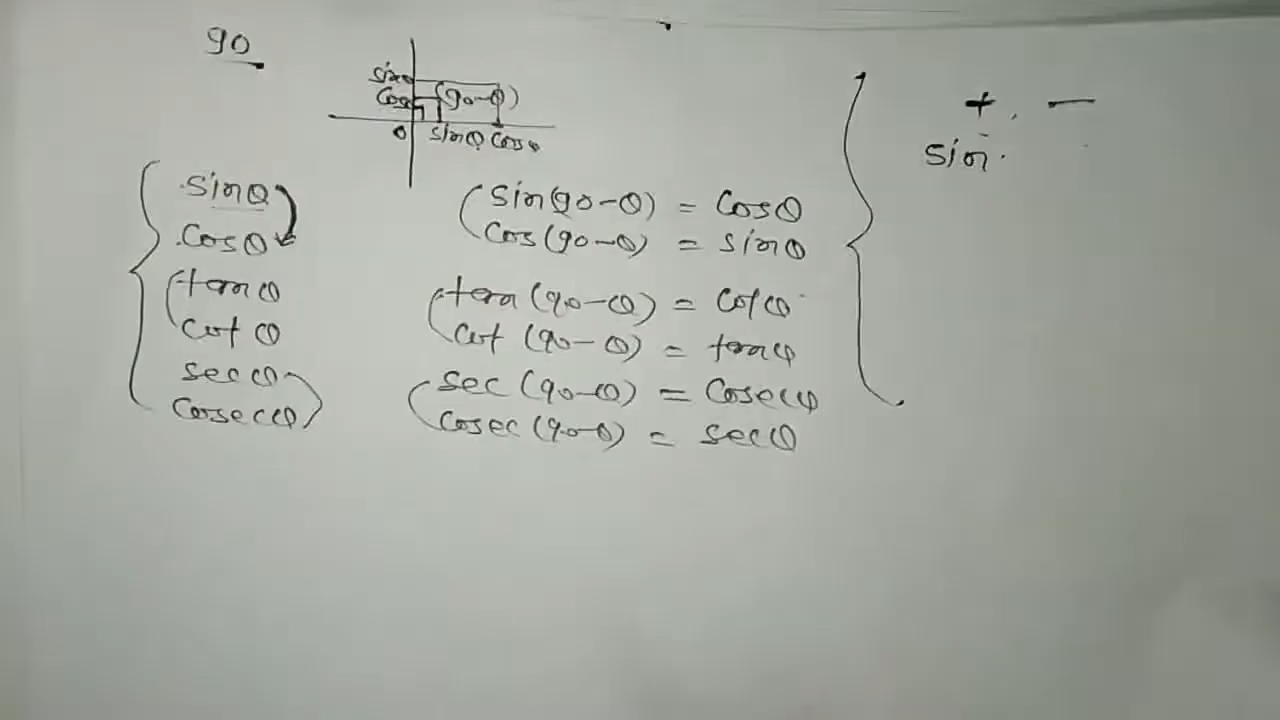 90
sinθ
cosθ (90-θ)
0 sinθ cosθ
+, -
sin.
sinθ
cosθ
tanθ
cot θ
secθ
cosecθ
sin(90-θ) = cosθ
cos(90-θ) = sinθ
tan(90-θ) = cotθ
cot (90-θ) = tanθ
sec (90-θ) = cosecθ
cosec (90-θ) = secθ